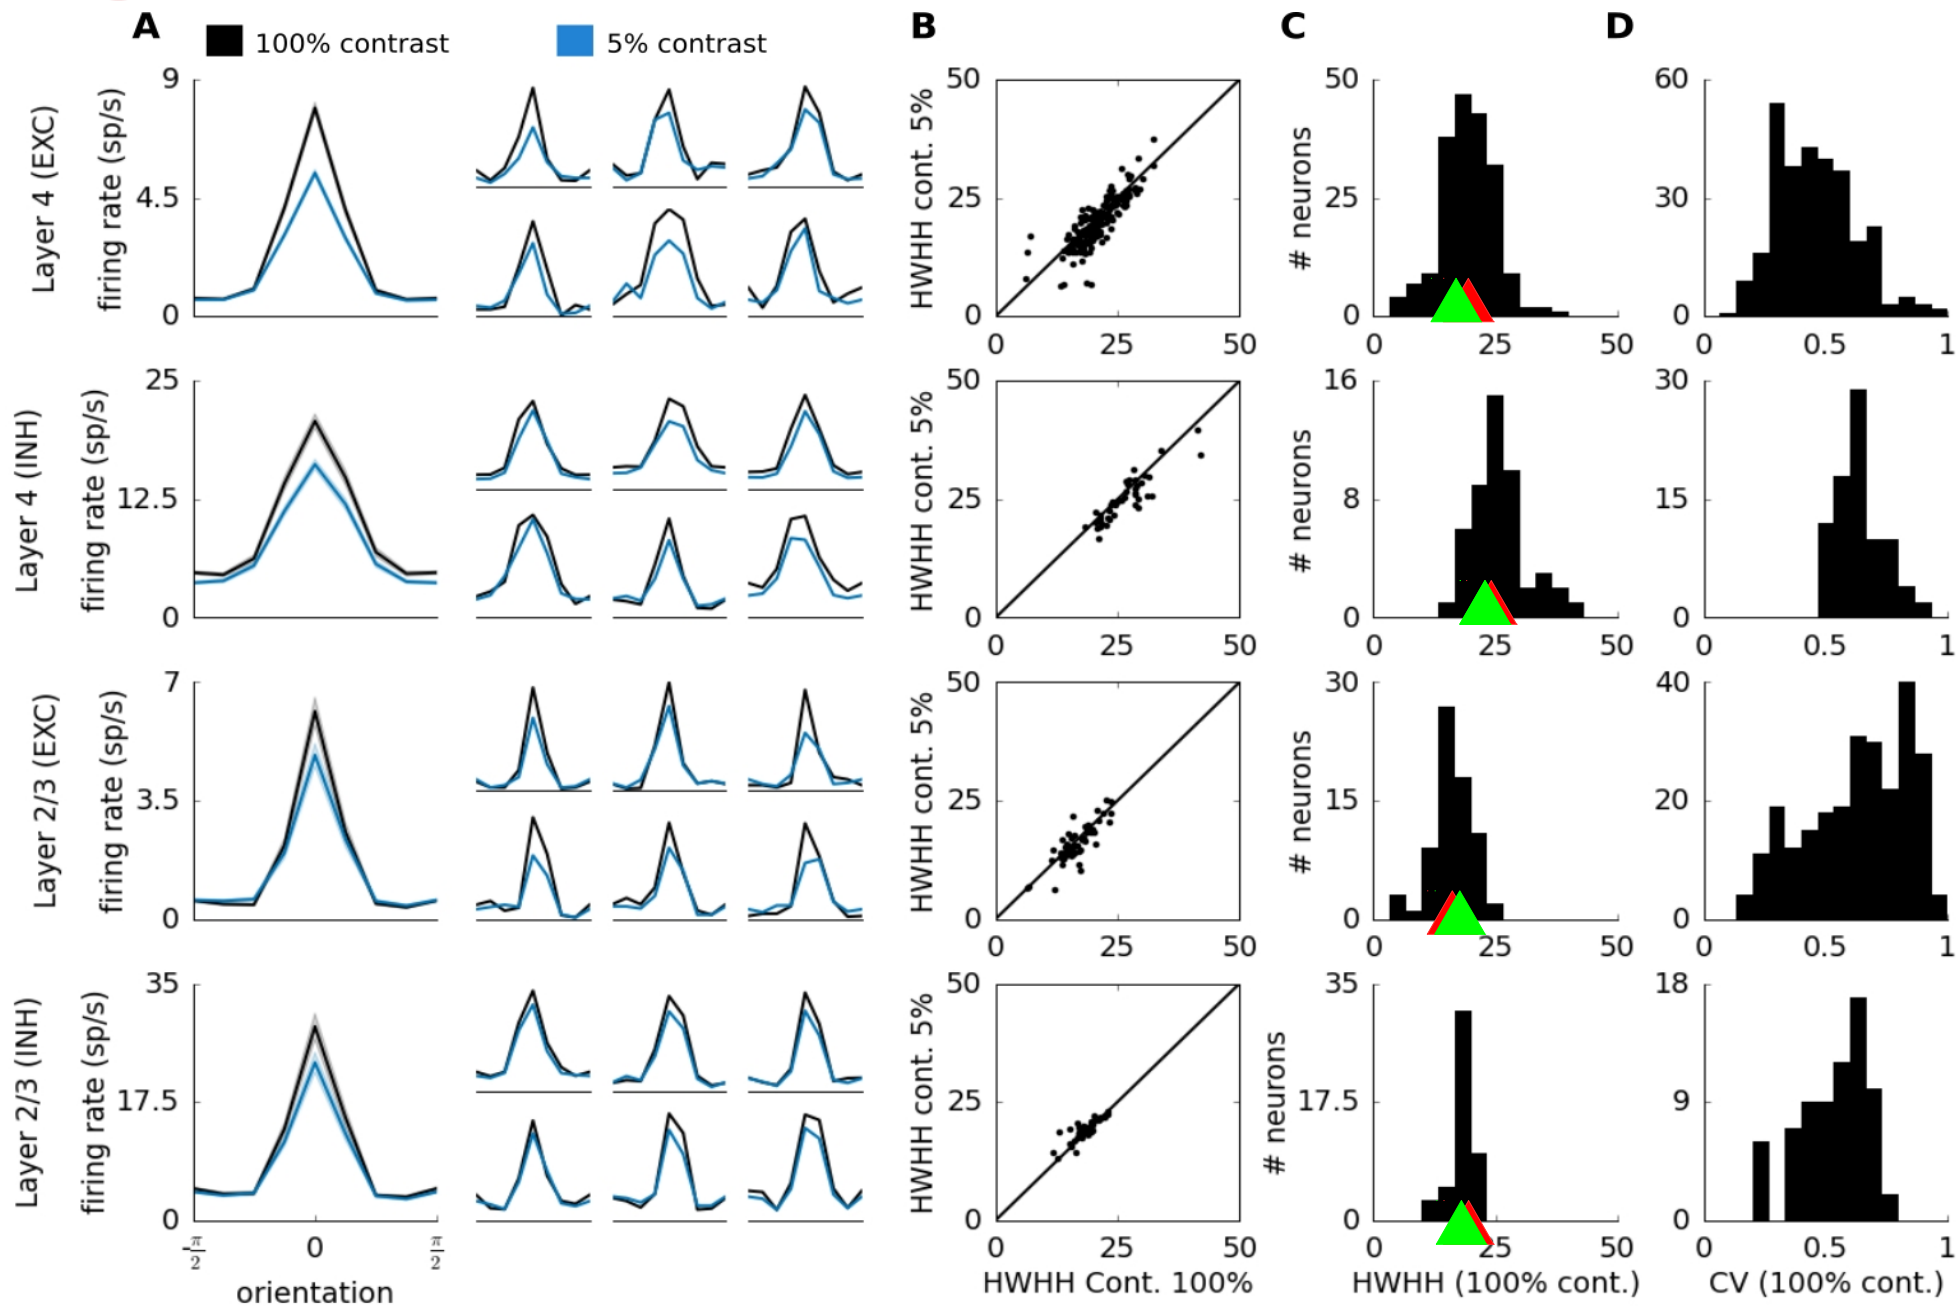 A B C D
100% contrast 5% contrast
Layer 4 (EXC)
firing rate (sp/s)
9
4.5
0
HWHH cont. 5%
50
25
0
0 25 50
# neurons
50
25
0
0 25 50
60
30
0
0 0.5 1
Layer 4 (INH)
firing rate (sp/s)
25
12.5
0
HWHH cont. 5%
50
25
0
0 25 50
# neurons
16
8
0
0 25 50
30
15
0
0 0.5 1
Layer 2/3 (EXC)
firing rate (sp/s)
7
3.5
0
HWHH cont. 5%
50
25
0
0 25 50
# neurons
30
15
0
0 25 50
40
20
0
0 0.5 1
Layer 2/3 (INH)
firing rate (sp/s)
35
17.5
0
-π/2 0 π/2
orientation
HWHH cont. 5%
50
25
0
0 25 50
HWHH Cont. 100%
# neurons
35
17.5
0
0 25 50
HWHH (100% cont.)
18
9
0
0 0.5 1
CV (100% cont.)